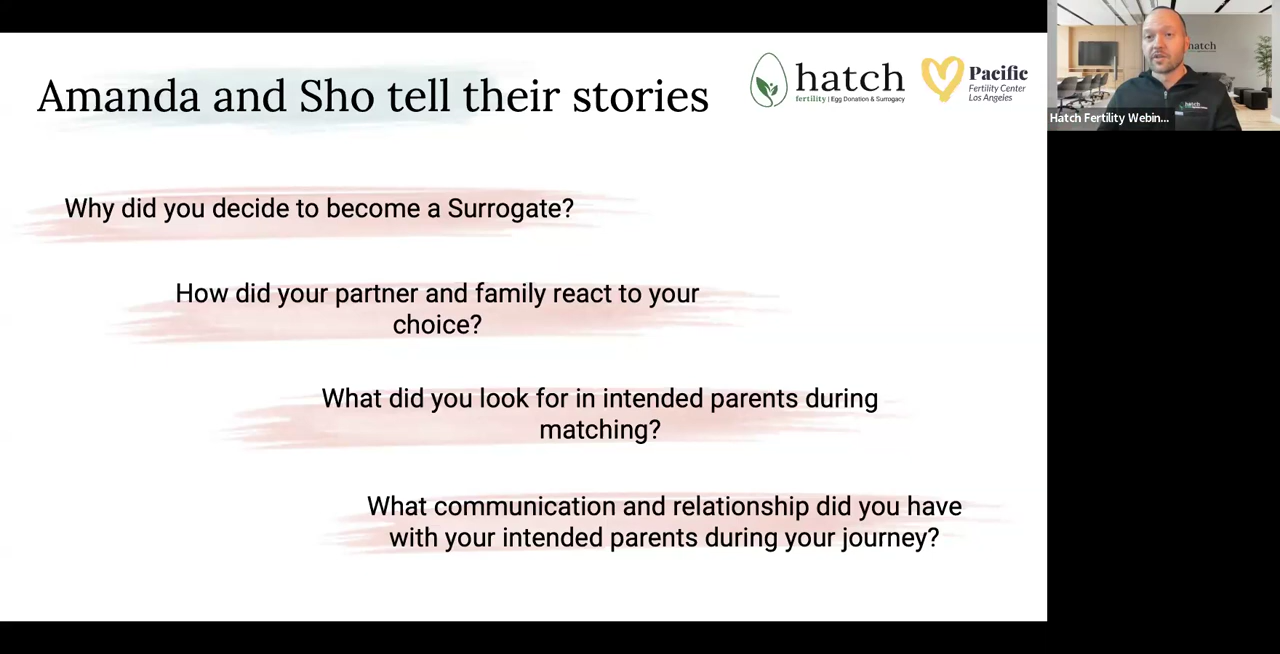 Amanda and Sho tell their stories
hatch
fertility | Egg Donation & Surrogacy
Pacific
Fertility Center
Los Angeles
hatch
hatch
Hatch Fertility Webin...
Why did you decide to become a Surrogate?
How did your partner and family react to your
choice?
What did you look for in intended parents during
matching?
What communication and relationship did you have
with your intended parents during your journey?